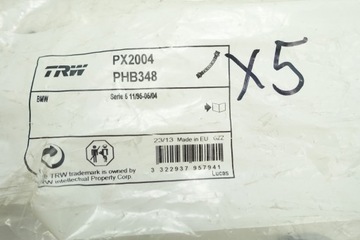 TRW
PX2004
PHB348
X5
BMW
Serie 5 11/95-06/04
23/13 Made in EU GZZ
TRW trademark is owned by
TRW Intellectual Property Corp.
3 322937 957941
Lucas